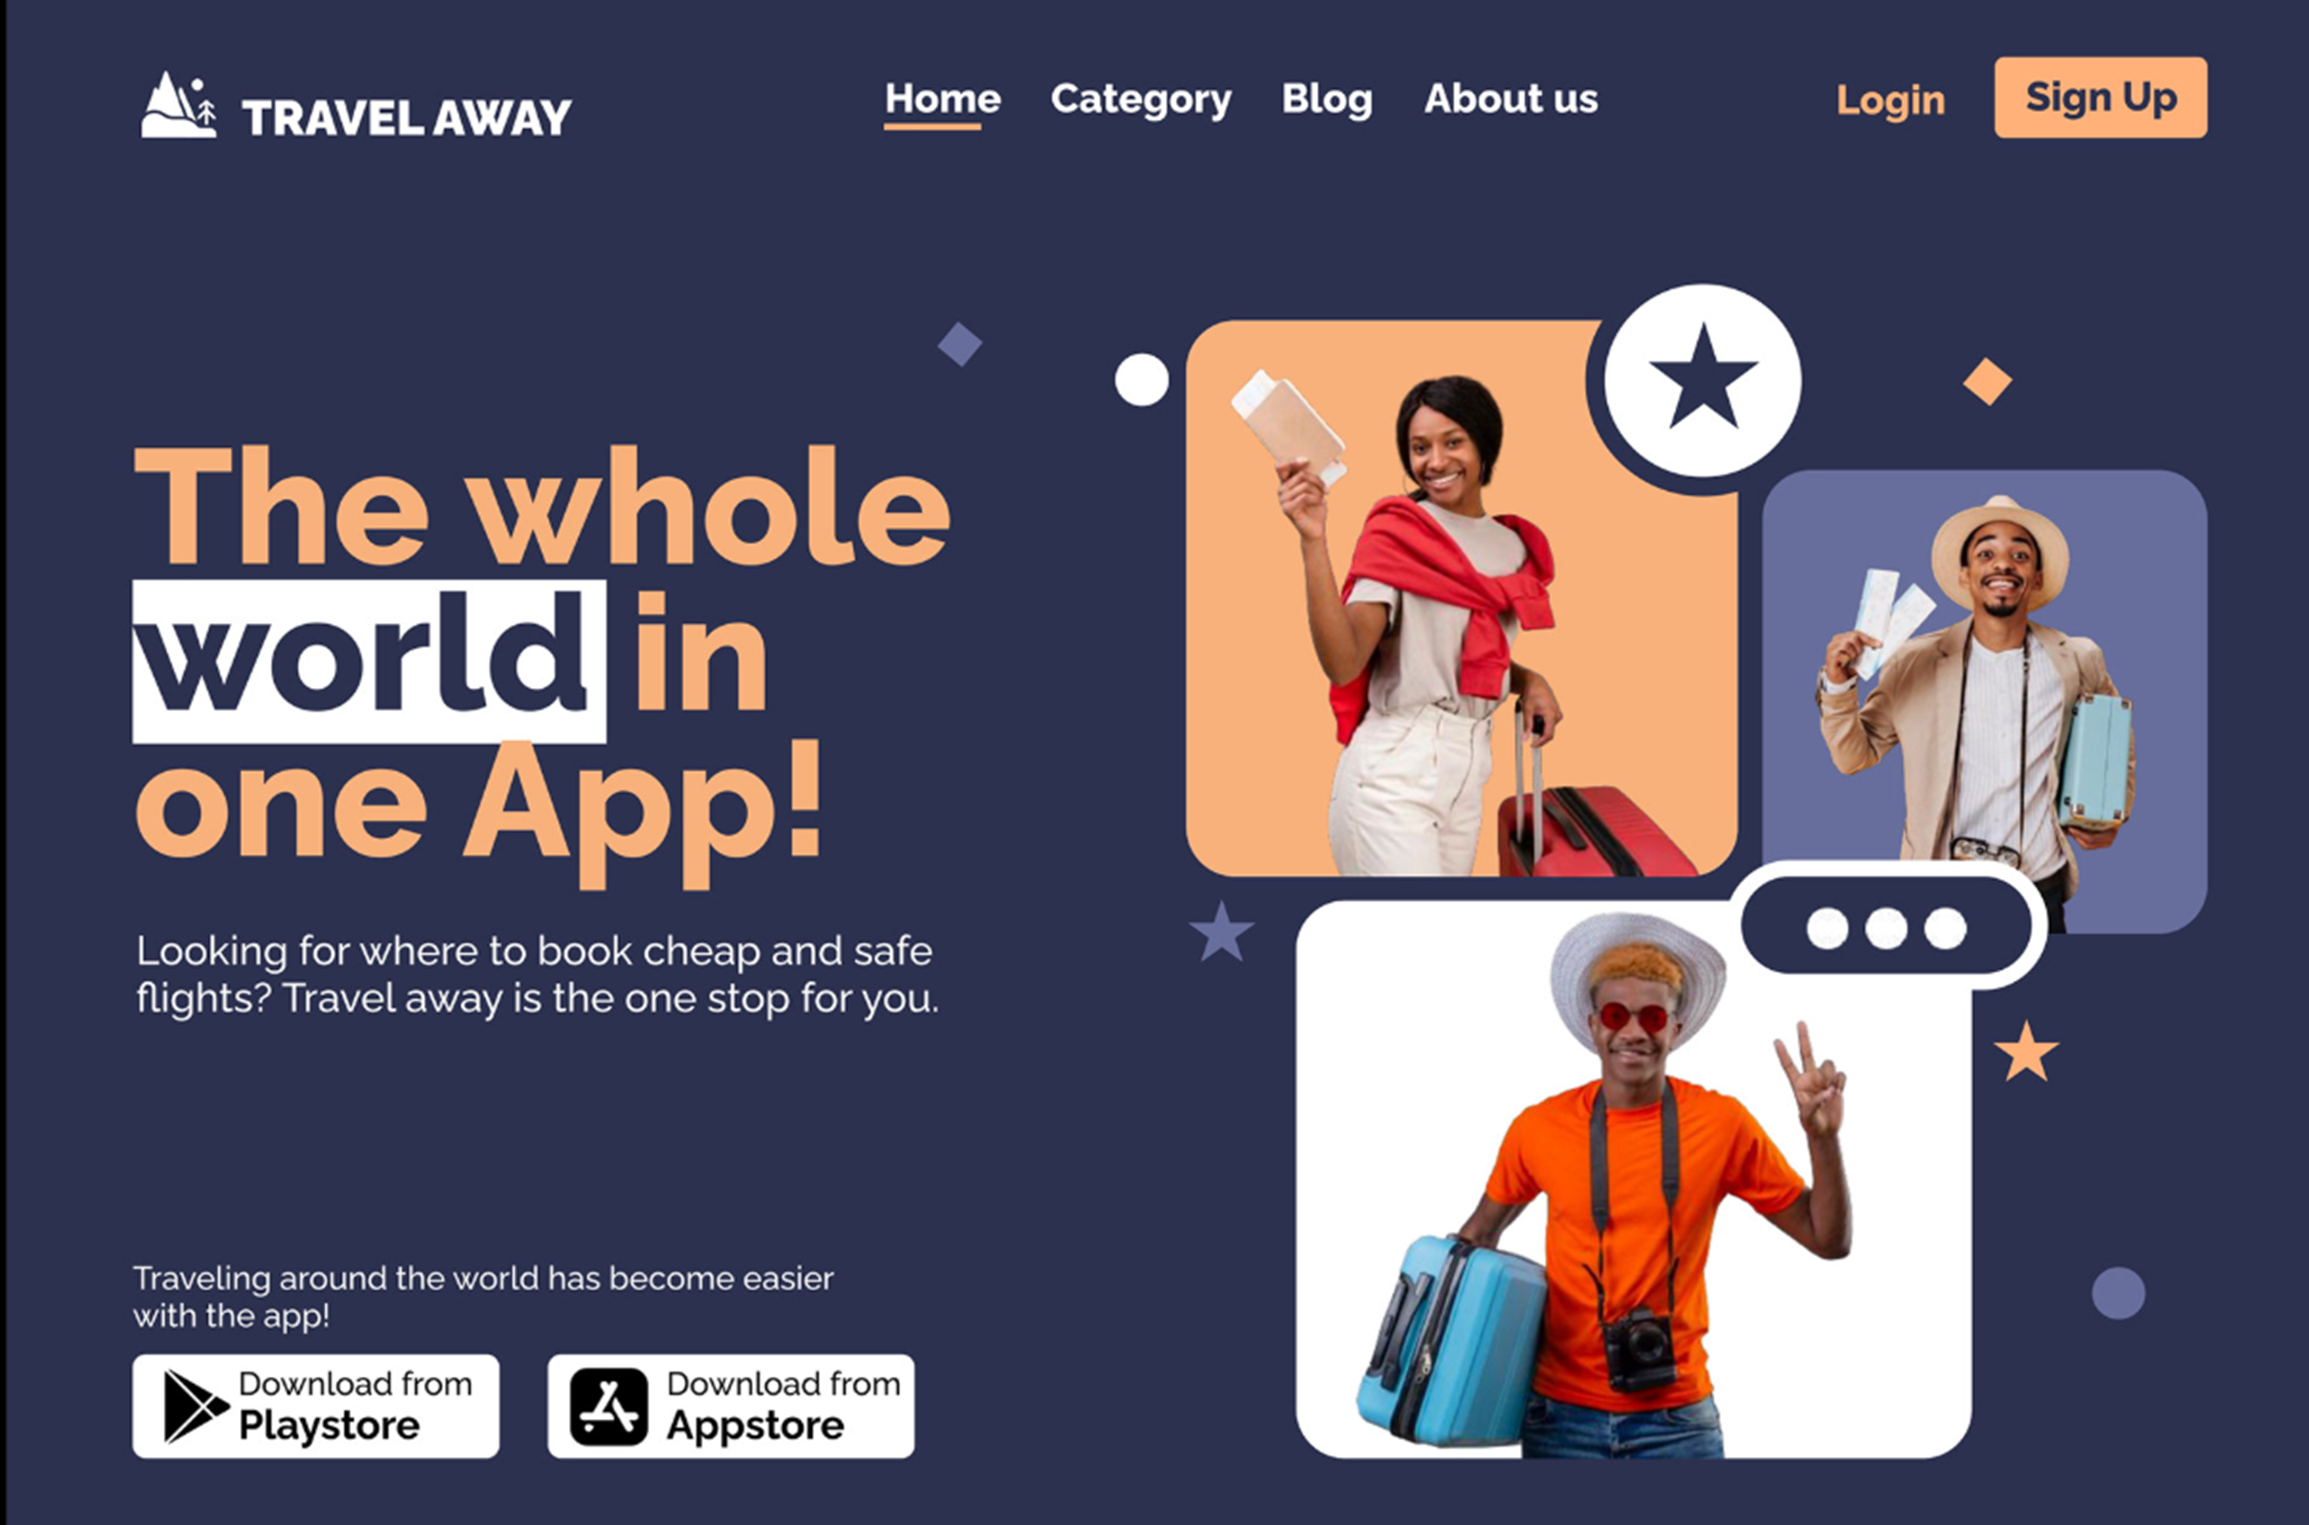 TRAVEL AWAY
Home Category Blog About us
Login Sign Up
The whole
world in
one App!
Looking for where to book cheap and safe
flights? Travel away is the one stop for you.
Traveling around the world has become easier
with the app!
Download from
Playstore
Download from
Appstore